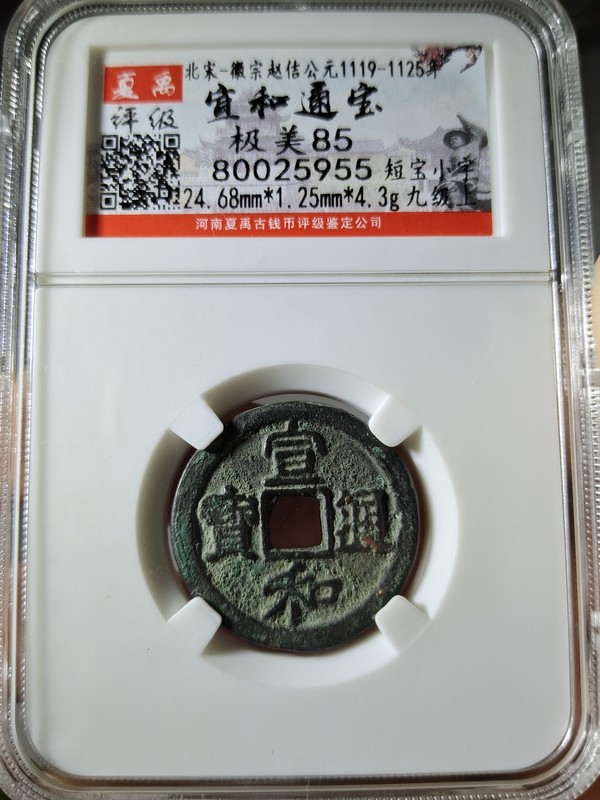 夏禹
评级
北宋-徽宗赵佶公元1119-1125年
宣和通宝
极美85
80025955 短宝小字
24.68mm*1.25mm*4.3g 九级上
河南夏禹古钱币评级鉴定公司
宣和通寳